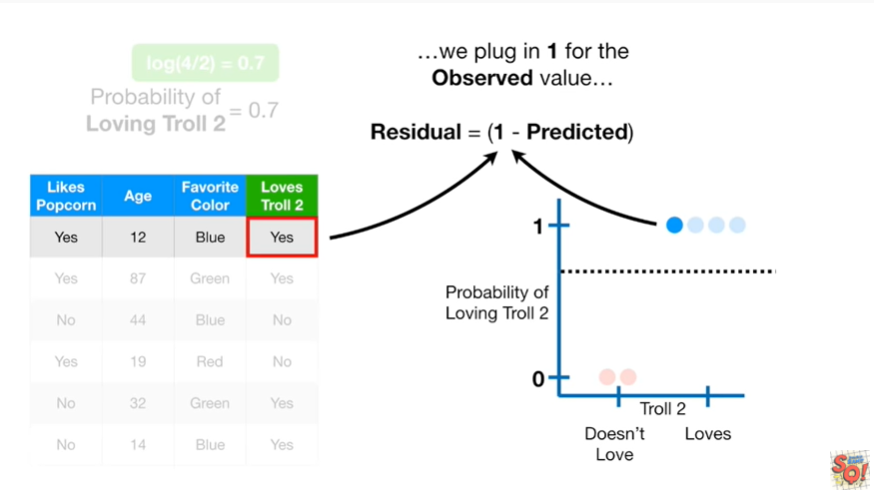 log(4/2) = 0.7
Probability of
Loving Troll 2 = 0.7
…we plug in 1 for the
Observed value…
Residual = (1 - Predicted)
Likes Popcorn Age Favorite Color Loves Troll 2
Yes 12 Blue Yes
Yes 87 Green Yes
No 44 Blue No
Yes 19 Red No
No 32 Green Yes
No 14 Blue Yes
1
Probability of
Loving Troll 2
0
Troll 2
Doesn't
Love
Loves
SQ!